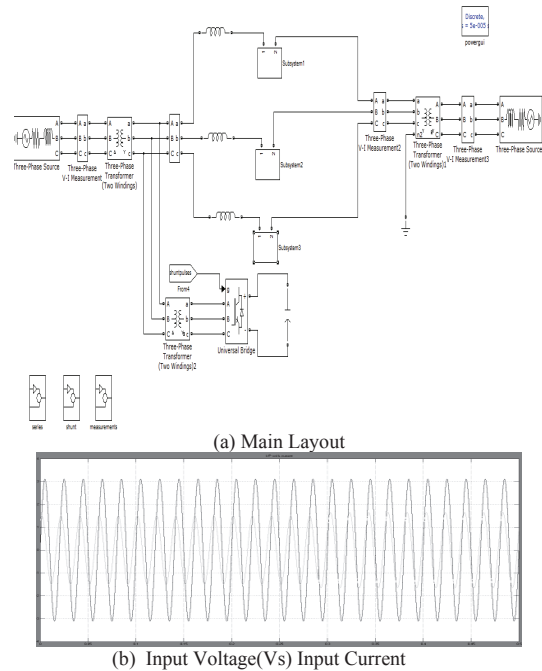 Discrete,
s = 5e-005 s
powergui
Subsystem1
Subsystem2
Subsystem3
Three-Phase Source
Three-Phase
V-I Measurement
Three-Phase
Transformer
(Two Windings)
Three-Phase
V-I Measurement2
Three-Phase
Transformer
(Two Windings)1
Three-Phase
V-I Measurement3
Three-Phase Source
shuntpulses
From4
Three-Phase
Transformer
(Two Windings)2
Universal Bridge
series
shunt
measurements
(a) Main Layout
(b) Input Voltage(Vs) Input Current